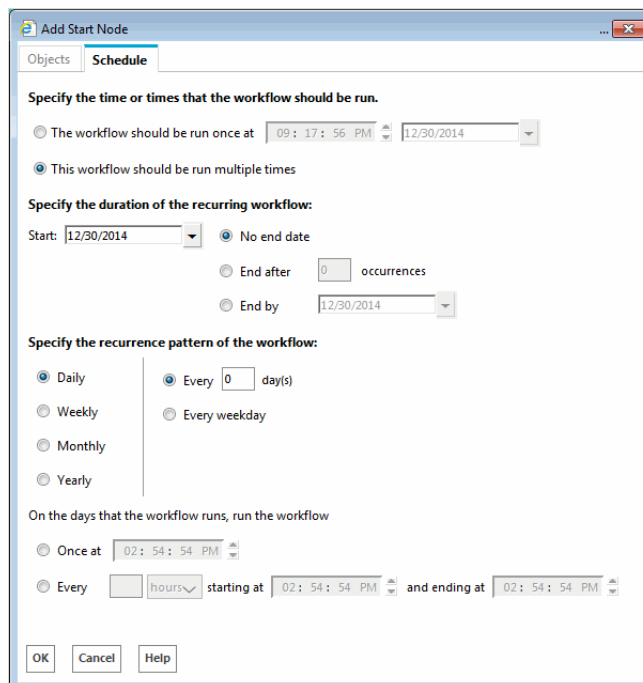 Add Start Node ...
Objects Schedule
Specify the time or times that the workflow should be run.
The workflow should be run once at 09: 17: 56 PM 12/30/2014
This workflow should be run multiple times
Specify the duration of the recurring workflow:
Start: 12/30/2014 No end date
End after 0 occurrences
End by 12/30/2014
Specify the recurrence pattern of the workflow:
Daily Every 0 day(s)
Weekly Every weekday
Monthly
Yearly
On the days that the workflow runs, run the workflow
Once at 02: 54: 54 PM
Every hours starting at 02: 54: 54 PM and ending at 02: 54: 54 PM
OK Cancel Help